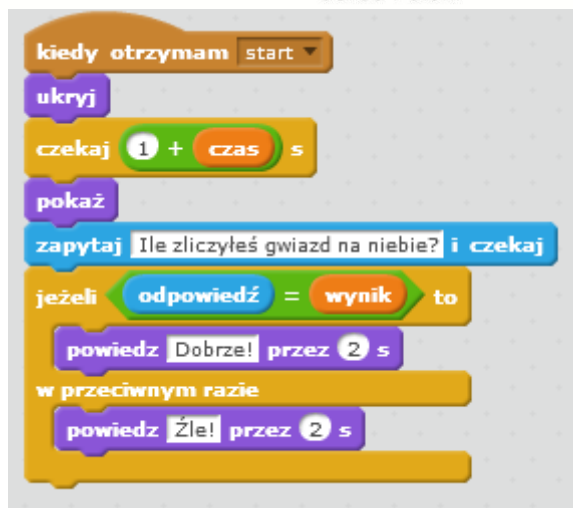 kiedy otrzymam start
ukryj
czekaj 1 + czas s
pokaż
zapytaj Ile zliczyłeś gwiazd na niebie? i czekaj
jeżeli odpowiedź = wynik to
powiedz Dobrze! przez 2 s
w przeciwnym razie
powiedz Źle! przez 2 s